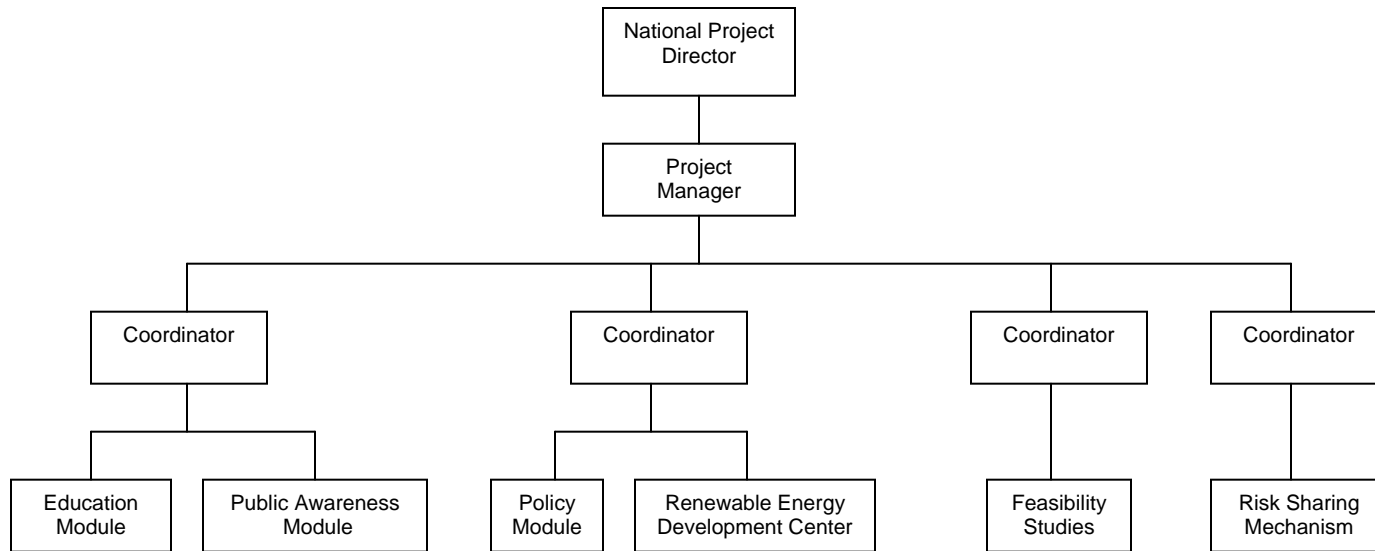 National Project
Director
Project
Manager
Coordinator
Coordinator
Coordinator
Coordinator
Education
Module
Public Awareness
Module
Policy
Module
Renewable Energy
Development Center
Feasibility
Studies
Risk Sharing
Mechanism